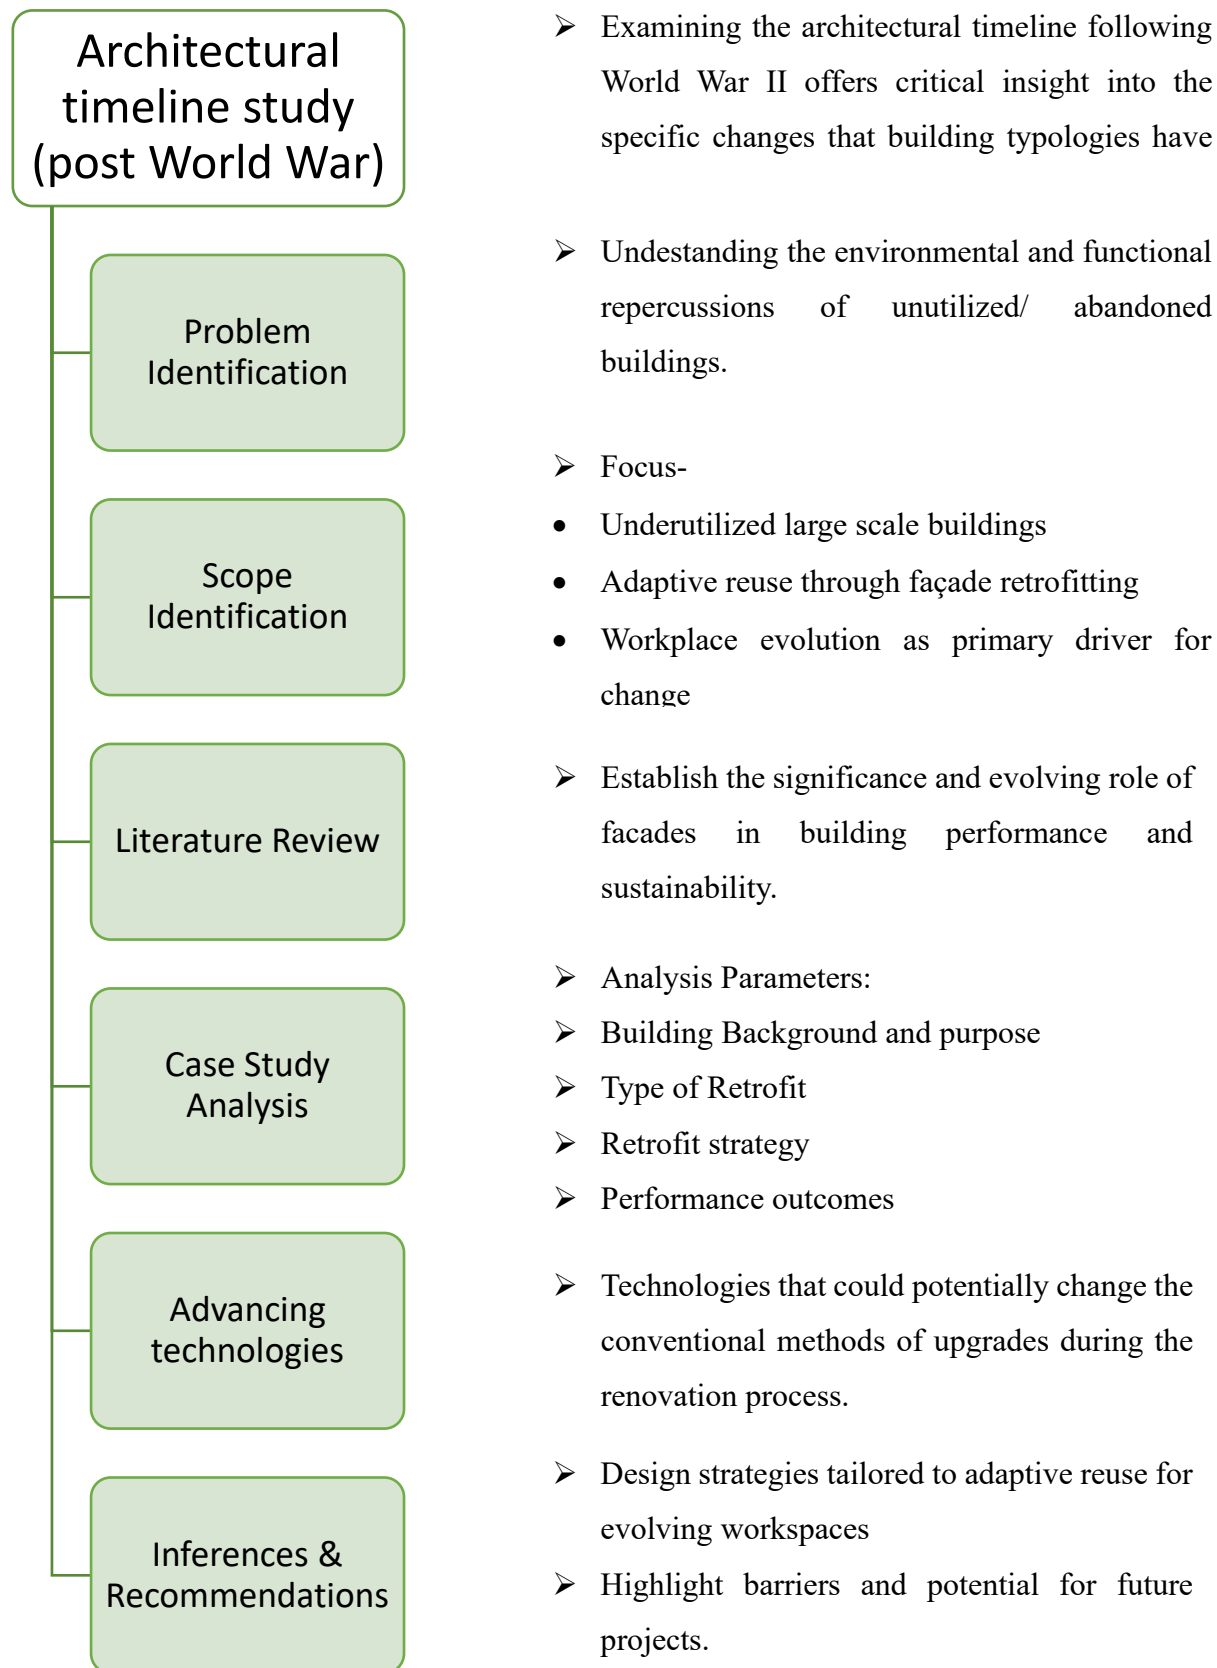 Architectural
timeline study
(post World War)
➢ Examining the architectural timeline following
World War II offers critical insight into the
specific changes that building typologies have
Problem
Identification
➢ Undestanding the environmental and functional
repercussions of unutilized/ abandoned
buildings.
Scope
Identification
➢ Focus-
• Underutilized large scale buildings
• Adaptive reuse through façade retrofitting
• Workplace evolution as primary driver for
change
Literature Review
➢ Establish the significance and evolving role of
facades in building performance and
sustainability.
Case Study
Analysis
➢ Analysis Parameters:
➢ Building Background and purpose
➢ Type of Retrofit
➢ Retrofit strategy
➢ Performance outcomes
Advancing
technologies
➢ Technologies that could potentially change the
conventional methods of upgrades during the
renovation process.
Inferences &
Recommendations
➢ Design strategies tailored to adaptive reuse for
evolving workspaces
➢ Highlight barriers and potential for future
projects.